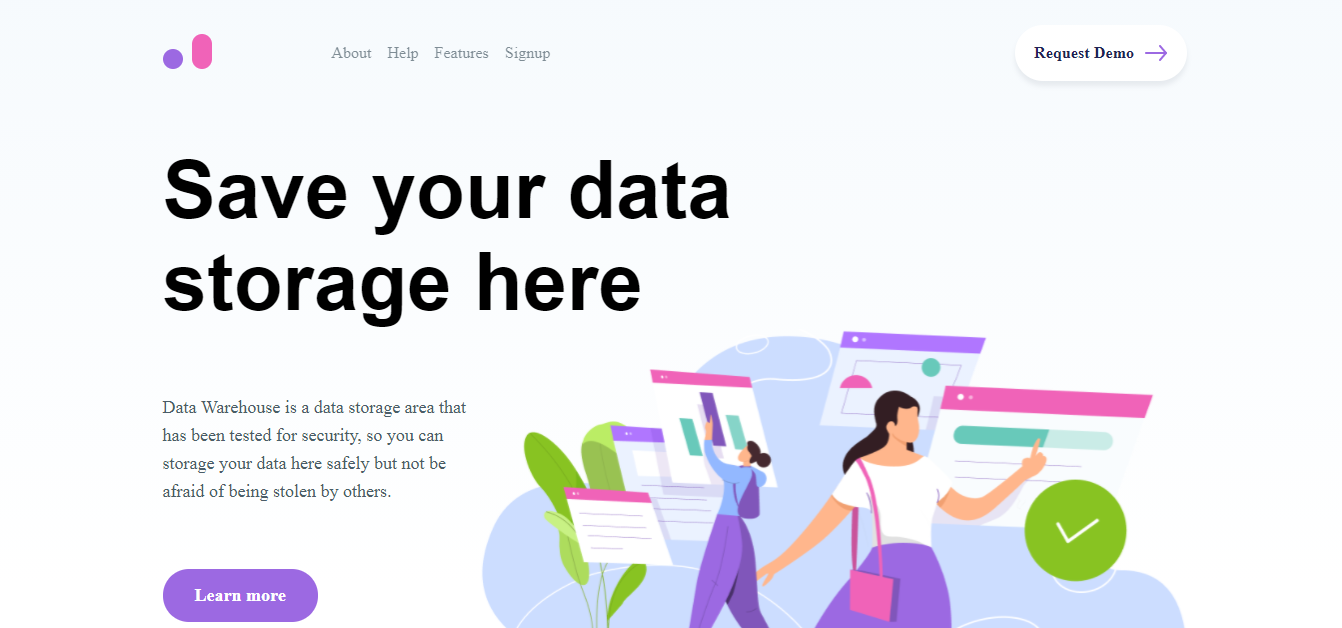 About Help Features Signup
Request Demo
Save your data
storage here
Data Warehouse is a data storage area that
has been tested for security, so you can
storage your data here safely but not be
afraid of being stolen by others.
Learn more